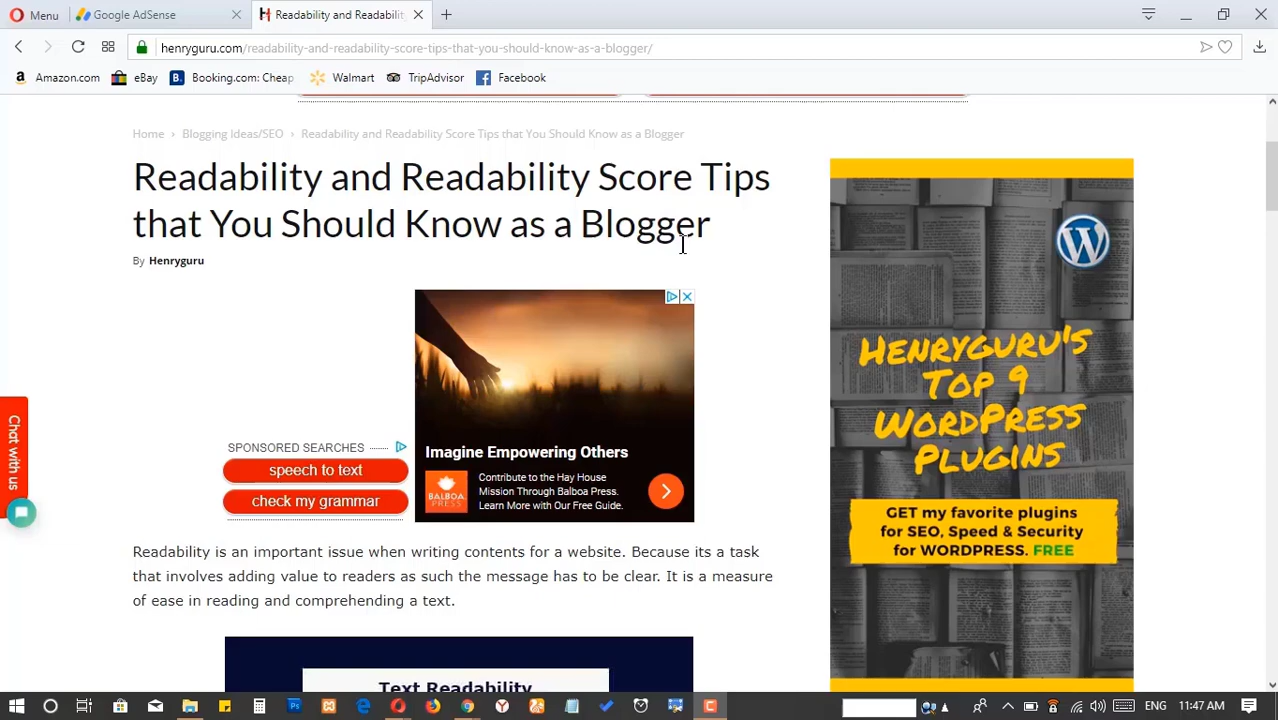 Menu
Google AdSense
Readability and Readabilit
henryguru.com/readability-and-readability-score-tips-that-you-should-know-as-a-blogger/
Amazon.com
eBay
Booking.com: Cheap
Walmart
TripAdvisor
Facebook
Home › Blogging Ideas/SEO › Readability and Readability Score Tips that You Should Know as a Blogger
Readability and Readability Score Tips
that You Should Know as a Blogger
By Henryguru
SPONSORED SEARCHES
speech to text
check my grammar
Imagine Empowering Others
BALBOA
PRESS
Contribute to the Hay House
Mission Through Balboa Press.
Learn More with Our Free Guide.
Readability is an important issue when writing contents for a website. Because its a task
that involves adding value to readers as such the message has to be clear. It is a measure
of ease in reading and comprehending a text.
Text Readability
HENRYGURU'S
TOP 9
WORDPRESS
PLUGINS
GET my favorite plugins
for SEO, Speed & Security
for WORDPRESS. FREE
Chat with us
ENG
11:47 AM